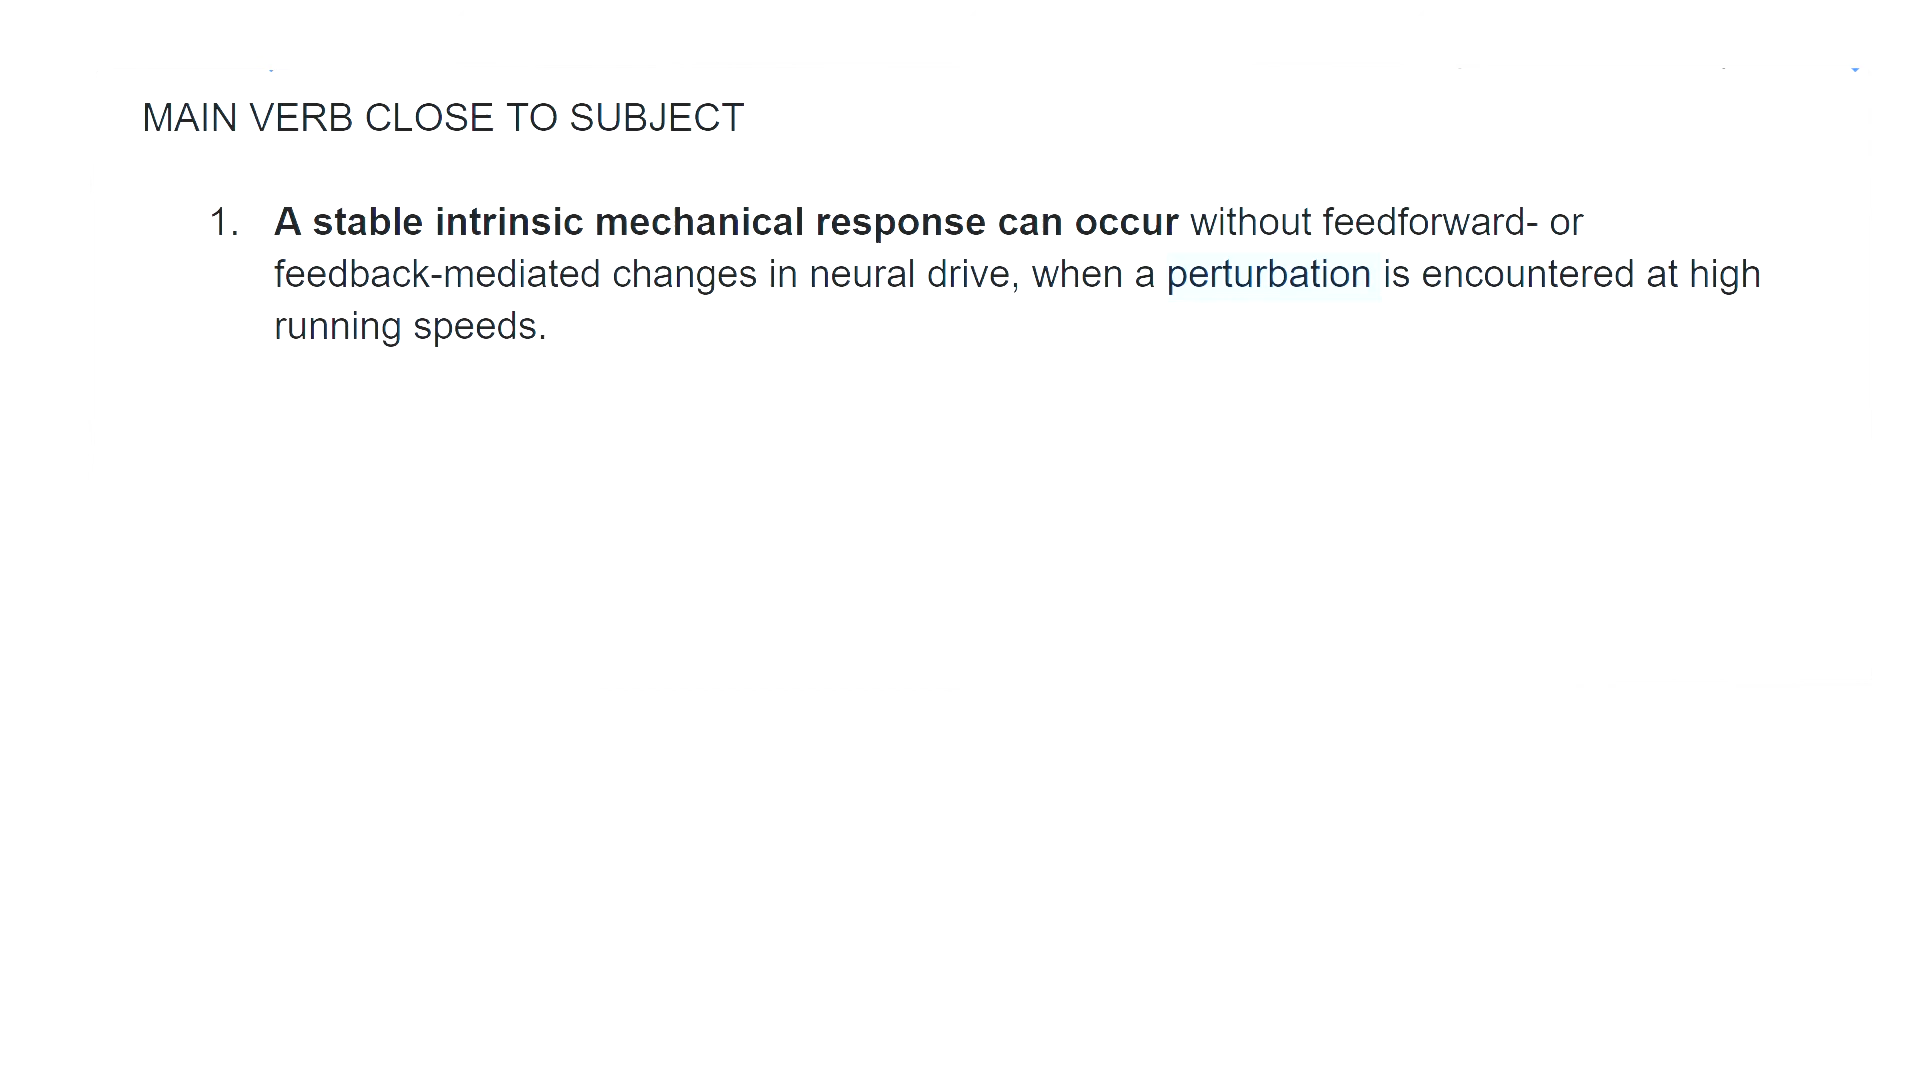 MAIN VERB CLOSE TO SUBJECT
1. A stable intrinsic mechanical response can occur without feedforward- or
feedback-mediated changes in neural drive, when a perturbation is encountered at high
running speeds.